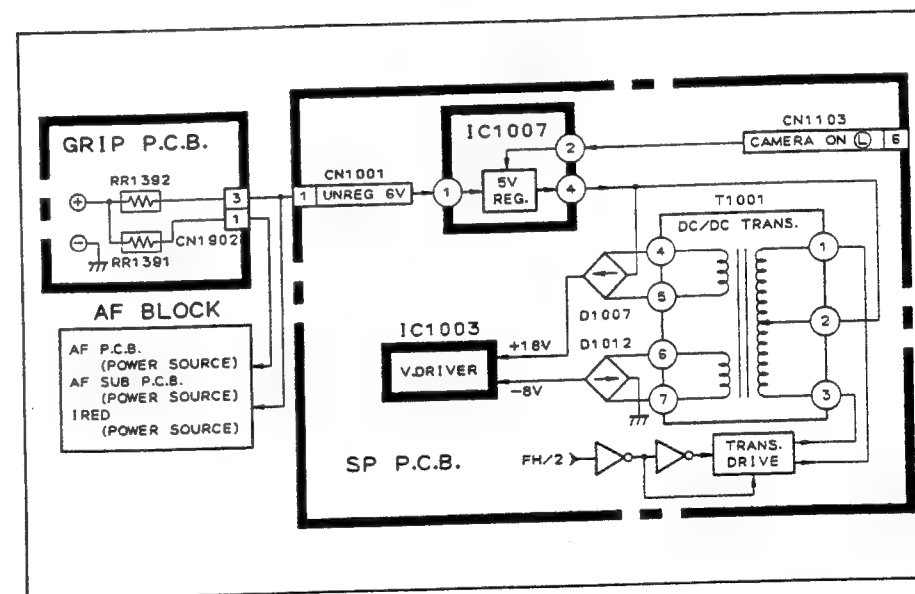 GRIP P.C.B.
RR1392
⊕
3
1
⊖
CN1902
RR1391
AF BLOCK
AF P.C.B.
(POWER SOURCE)
AF SUB P.C.B.
(POWER SOURCE)
IRED
(POWER SOURCE)
CN1001
1 UNREG 6V
IC1007
1
5V
REG.
2
4
CN1103
CAMERA ON Ⓛ 6
T1001
DC/DC TRANS.
4
5
6
7
1
2
3
D1007
IC1003
+18V
D1012
V.DRIVER
-8V
SP P.C.B.
FH/2
TRANS.
DRIVE